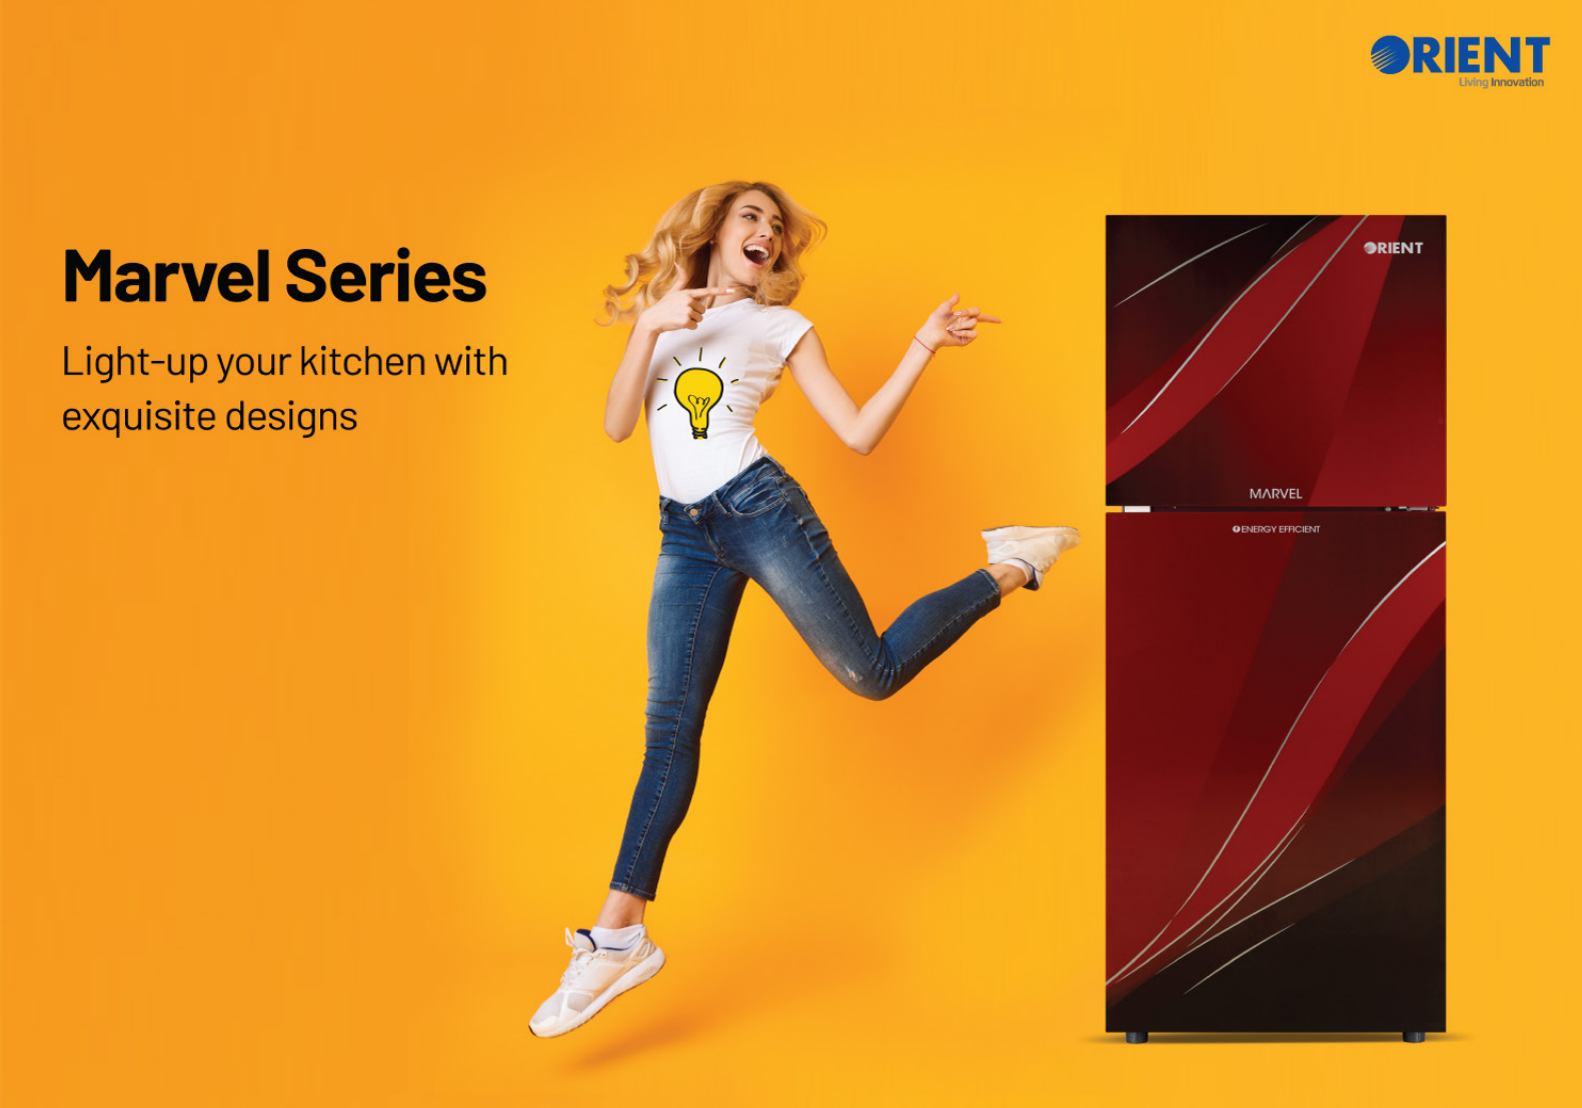 ORIENT
Living Innovation
Marvel Series
Light-up your kitchen with
exquisite designs
ORIENT
MARVEL
ENERGY EFFICIENT